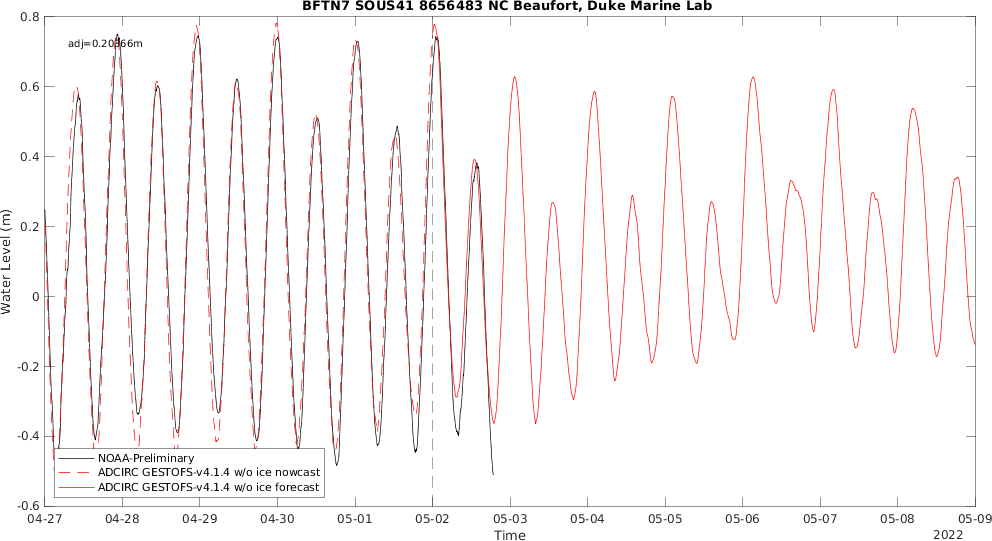 BFTN7 SOUS41 8656483 NC Beaufort, Duke Marine Lab
adj=0.20366m
Water Level (m)
0.8
0.6
0.4
0.2
0
-0.2
-0.4
-0.6
NOAA-Preliminary
ADCIRC GESTOFS-v4.1.4 w/o ice nowcast
ADCIRC GESTOFS-v4.1.4 w/o ice forecast
04-27 04-28 04-29 04-30 05-01 05-02 05-03 05-04 05-05 05-06 05-07 05-08 05-09
Time
2022